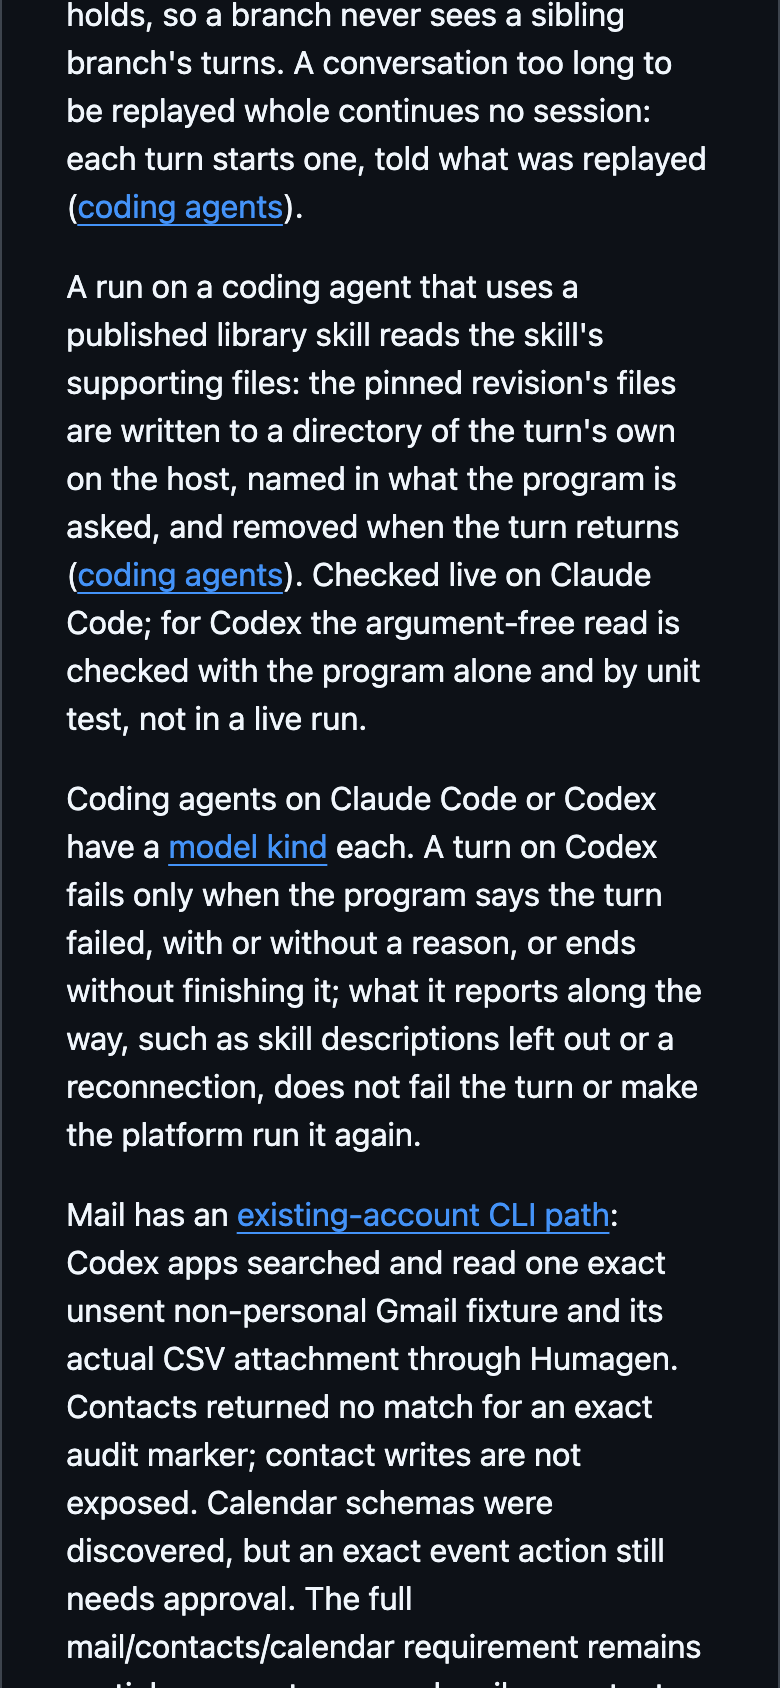 holds, so a branch never sees a sibling
branch's turns. A conversation too long to
be replayed whole continues no session:
each turn starts one, told what was replayed
(coding agents).
A run on a coding agent that uses a
published library skill reads the skill's
supporting files: the pinned revision's files
are written to a directory of the turn's own
on the host, named in what the program is
asked, and removed when the turn returns
(coding agents). Checked live on Claude
Code; for Codex the argument-free read is
checked with the program alone and by unit
test, not in a live run.
Coding agents on Claude Code or Codex
have a model kind each. A turn on Codex
fails only when the program says the turn
failed, with or without a reason, or ends
without finishing it; what it reports along the
way, such as skill descriptions left out or a
reconnection, does not fail the turn or make
the platform run it again.
Mail has an existing-account CLI path:
Codex apps searched and read one exact
unsent non-personal Gmail fixture and its
actual CSV attachment through Humagen.
Contacts returned no match for an exact
audit marker; contact writes are not
exposed. Calendar schemas were
discovered, but an exact event action still
needs approval. The full
mail/contacts/calendar requirement remains